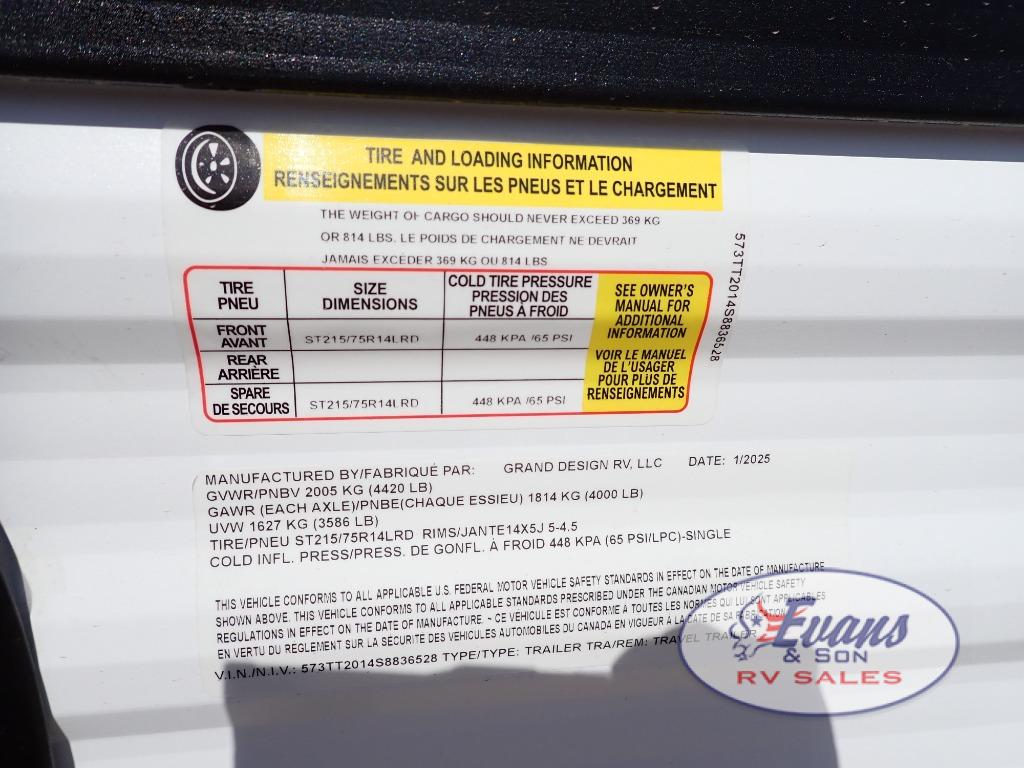 TIRE AND LOADING INFORMATION
RENSEIGNEMENTS SUR LES PNEUS ET LE CHARGEMENT
THE WEIGHT OF CARGO SHOULD NEVER EXCEED 369 KG
OR 814 LBS. LE POIDS DE CHARGEMENT NE DEVRAIT
JAMAIS EXCEDER 369 KG OU 814 LBS
TIRE
PNEU
SIZE
DIMENSIONS
COLD TIRE PRESSURE
PRESSION DES
PNEUS À FROID
SEE OWNER'S
MANUAL FOR
ADDITIONAL
INFORMATION
VOIR LE MANUEL
DE L'USAGER
POUR PLUS DE
RENSEIGNEMENTS
FRONT
AVANT
ST215/75R14LRD
448 KPA /65 PSI
REAR
ARRIÈRE
SPARE
DE SECOURS
ST215/75R14LRD
448 KPA /65 PSI
573TT2014S8836528
MANUFACTURED BY/FABRIQUÉ PAR: GRAND DESIGN RV, LLC DATE: 1/2025
GVWR/PNBV 2005 KG (4420 LB)
GAWR (EACH AXLE)/PNBE(CHAQUE ESSIEU) 1814 KG (4000 LB)
UVW 1627 KG (3586 LB)
TIRE/PNEU ST215/75R14LRD RIMS/JANTE14X5J 5-4.5
COLD INFL. PRESS/PRESS. DE GONFL. À FROID 448 KPA (65 PSI/LPC)-SINGLE
THIS VEHICLE CONFORMS TO ALL APPLICABLE U.S. FEDERAL MOTOR VEHICLE SAFETY STANDARDS IN EFFECT ON THE DATE OF MANUFACTURE
SHOWN ABOVE. THIS VEHICLE CONFORMS TO ALL APPLICABLE STANDARDS PRESCRIBED UNDER THE CANADIAN MOTOR VEHICLE SAFETY
REGULATIONS IN EFFECT ON THE DATE OF MANUFACTURE. - CE VEHICULE EST CONFORME À TOUTES LES NORMES QUI LUI SONT APPLICABLES
EN VERTU DU REGLEMENT SUR LA SÉCURITE DES VEHICULES AUTOMOBILES DU CANADA EN VIGUEUR A LA DATE DE SA FABRICATION
V.I.N./N.I.V.: 573TT2014S8836528 TYPE/TYPE: TRAILER TRA/REM: TRAVEL TRAILER
Evans
& SON
RV SALES